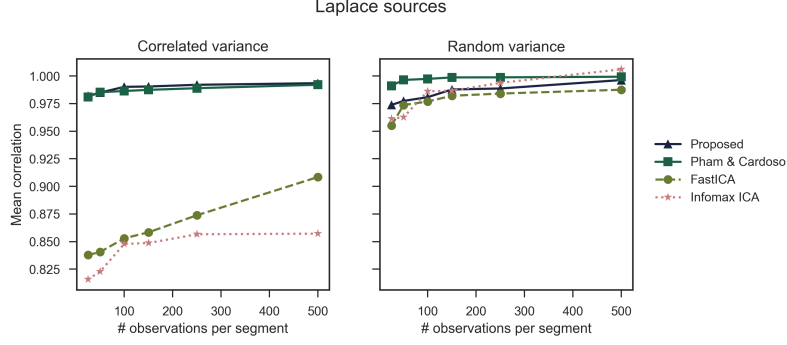 Laplace sources
Correlated variance
Random variance
Mean correlation
1.000
0.975
0.950
0.925
0.900
0.875
0.850
0.825
100 200 300 400 500
# observations per segment
100 200 300 400 500
# observations per segment
Proposed
Pham & Cardoso
FastICA
Infomax ICA